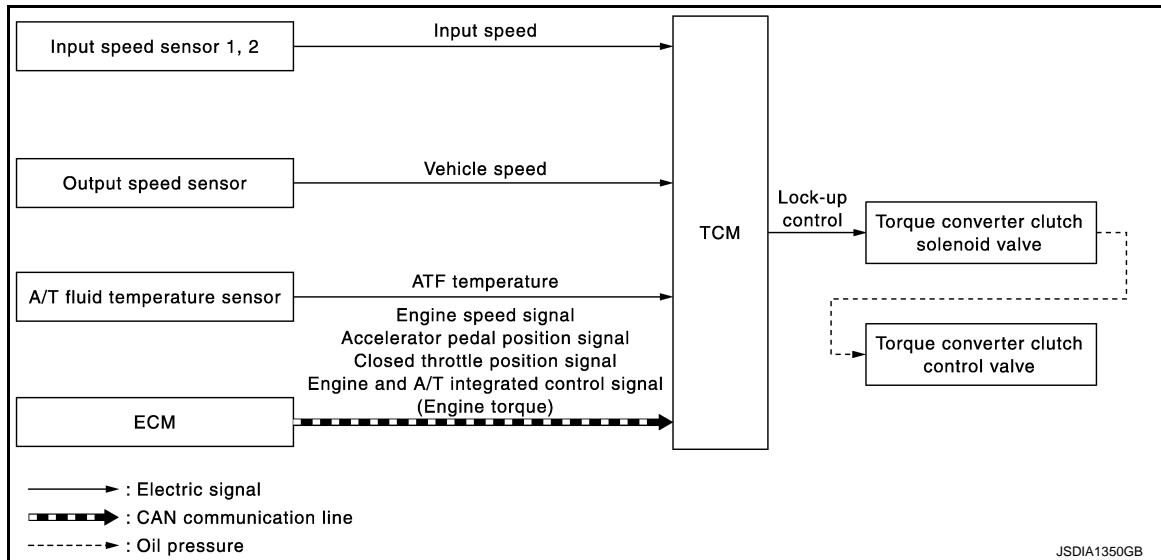 Input speed sensor 1, 2
Input speed
Output speed sensor
Vehicle speed
TCM
Lock-up
control
Torque converter clutch
solenoid valve
A/T fluid temperature sensor
ATF temperature
Engine speed signal
Accelerator pedal position signal
Closed throttle position signal
Engine and A/T integrated control signal
(Engine torque)
Torque converter clutch
control valve
ECM
: Electric signal
: CAN communication line
: Oil pressure
JSDIA1350GB